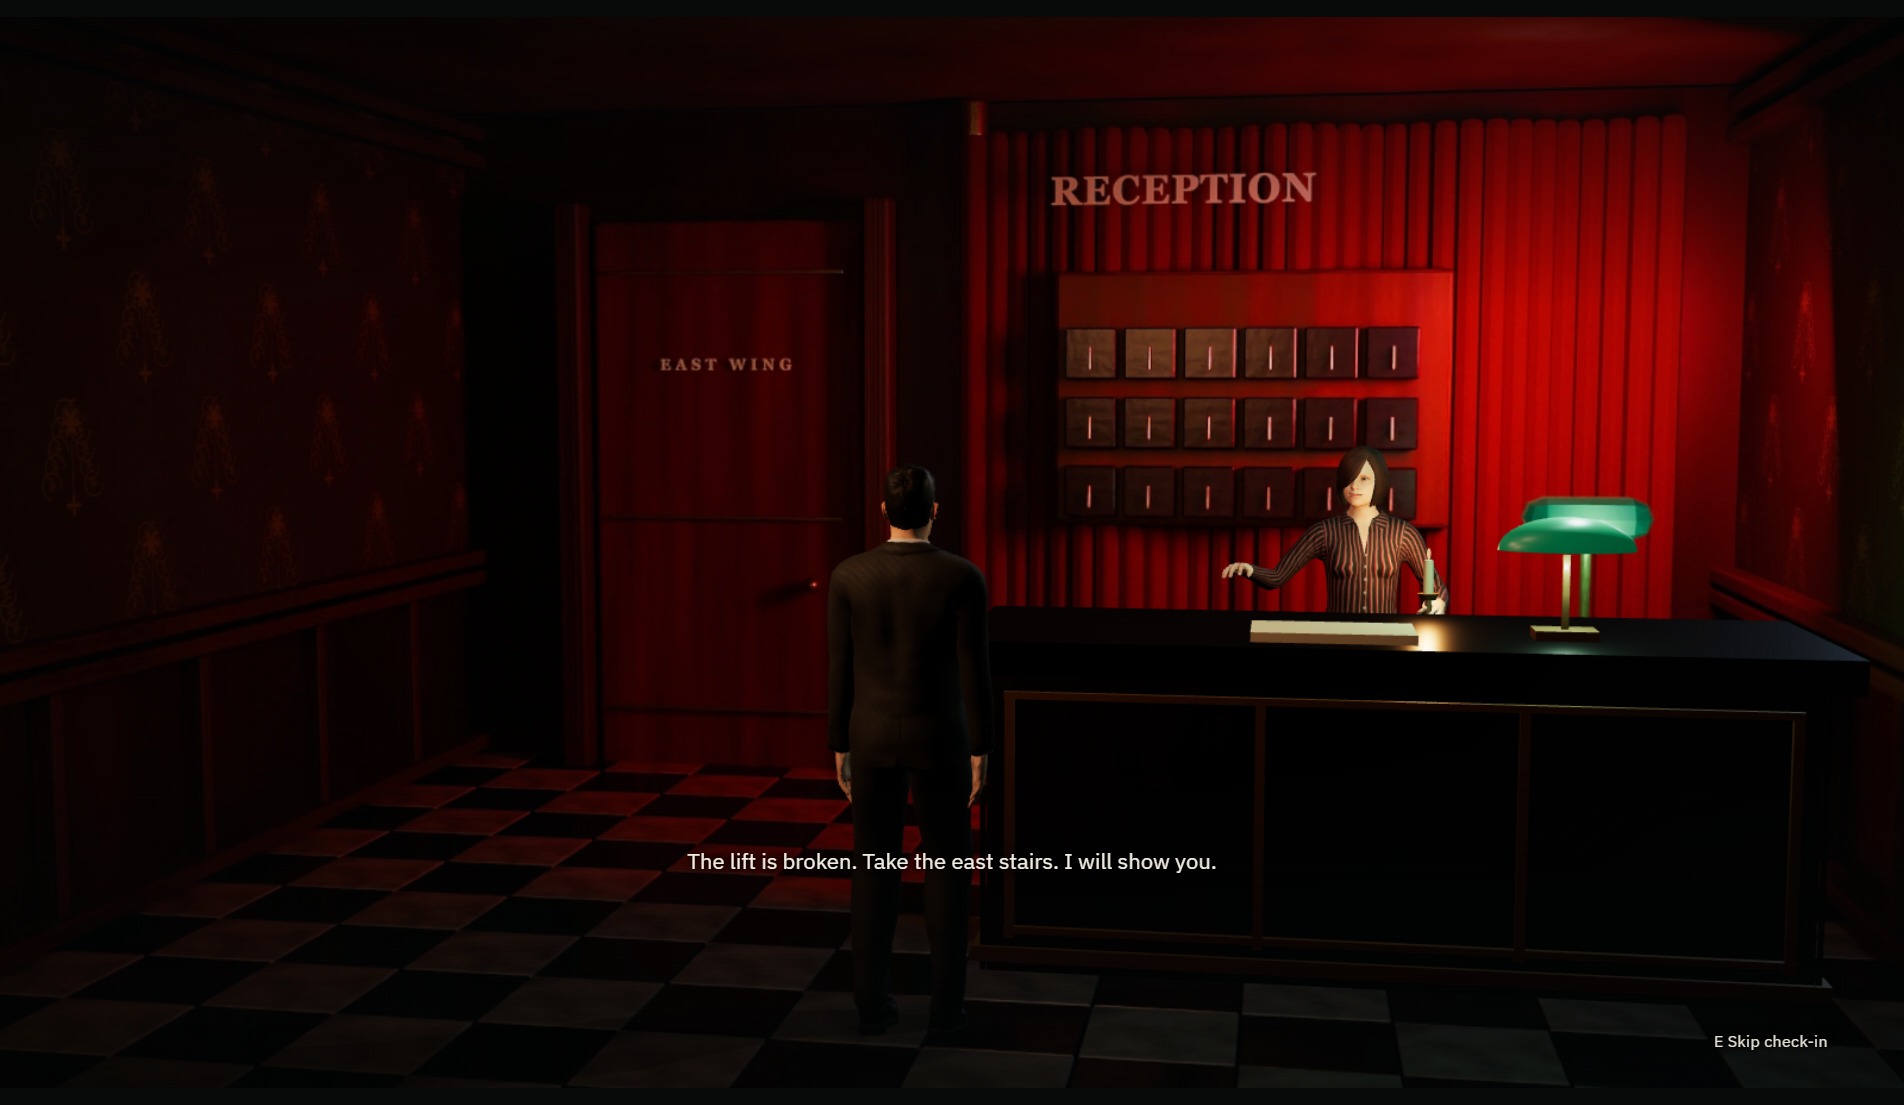 RECEPTION
EAST WING
The lift is broken. Take the east stairs. I will show you.
E Skip check-in